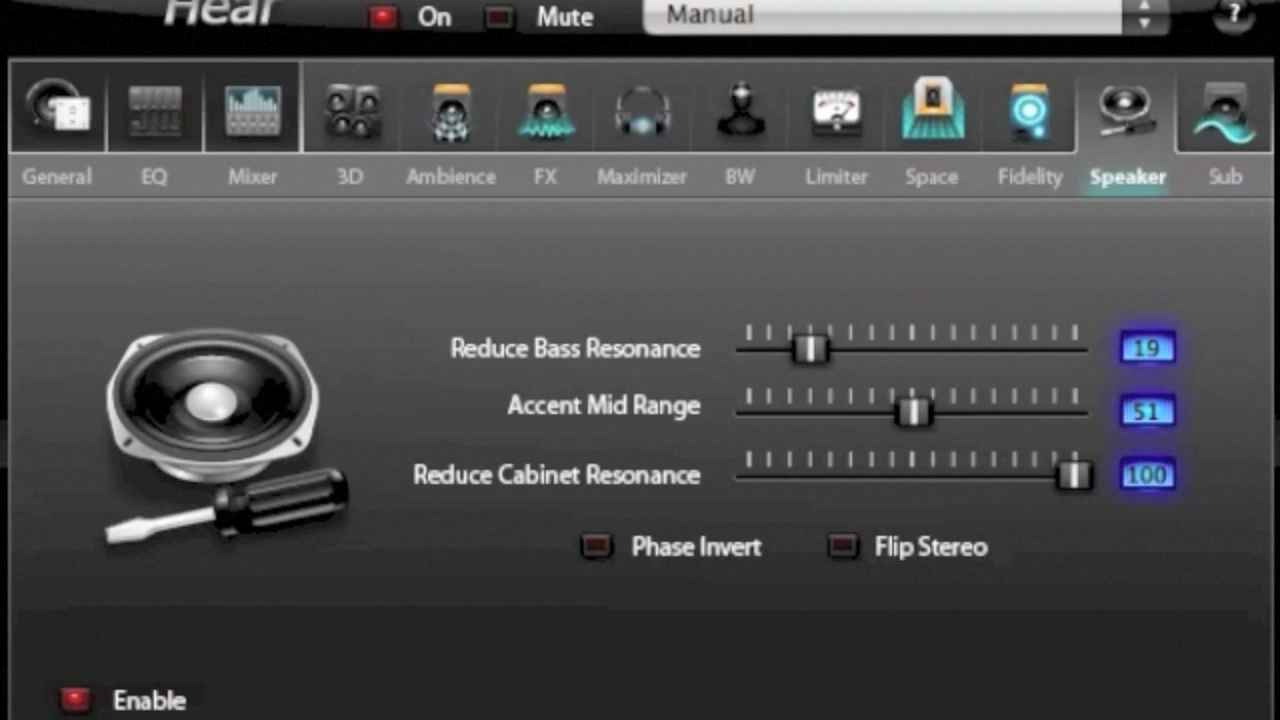 Hear On Mute Manual ?
General EQ Mixer 3D Ambience FX Maximizer BW Limiter Space Fidelity Speaker Sub
Reduce Bass Resonance 19
Accent Mid Range 51
Reduce Cabinet Resonance 100
Phase Invert Flip Stereo
Enable